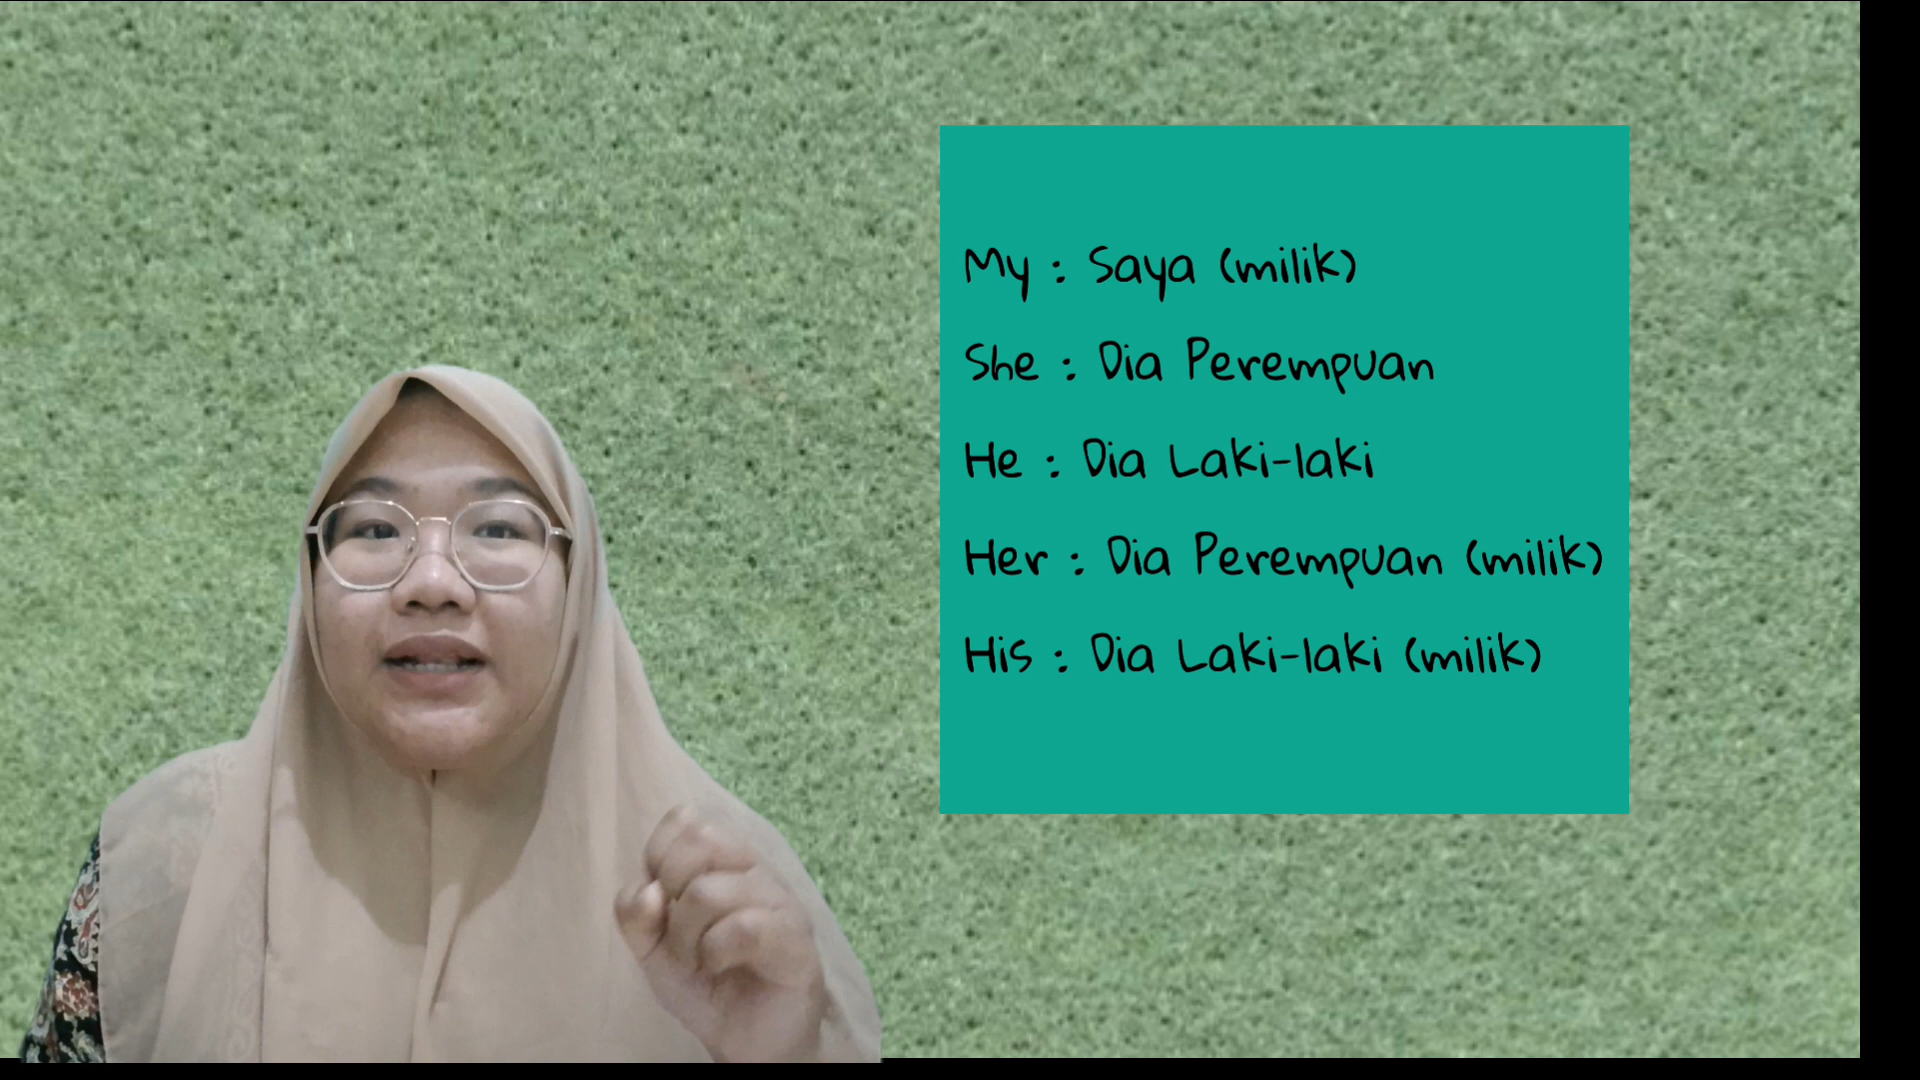 My : Saya (milik)
She : Dia Perempuan
He : Dia Laki-laki
Her : Dia Perempuan (milik)
His : Dia Laki-laki (milik)